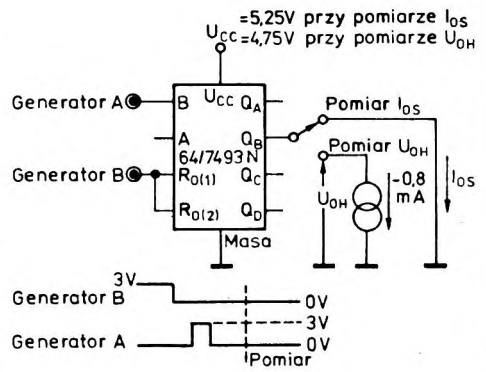 =5,25V przy pomiarze I_OS
U_CC =4,75V przy pomiarze U_OH
Generator A
B
U_CC
Q_A
Pomiar I_OS
A
Q_B
64/7493N
Pomiar U_OH
Generator B
R_0(1)
Q_C
R_0(2)
Q_D
U_OH
-0,8
mA
I_OS
Masa
3V
Generator B
0V
3V
Generator A
0V
Pomiar